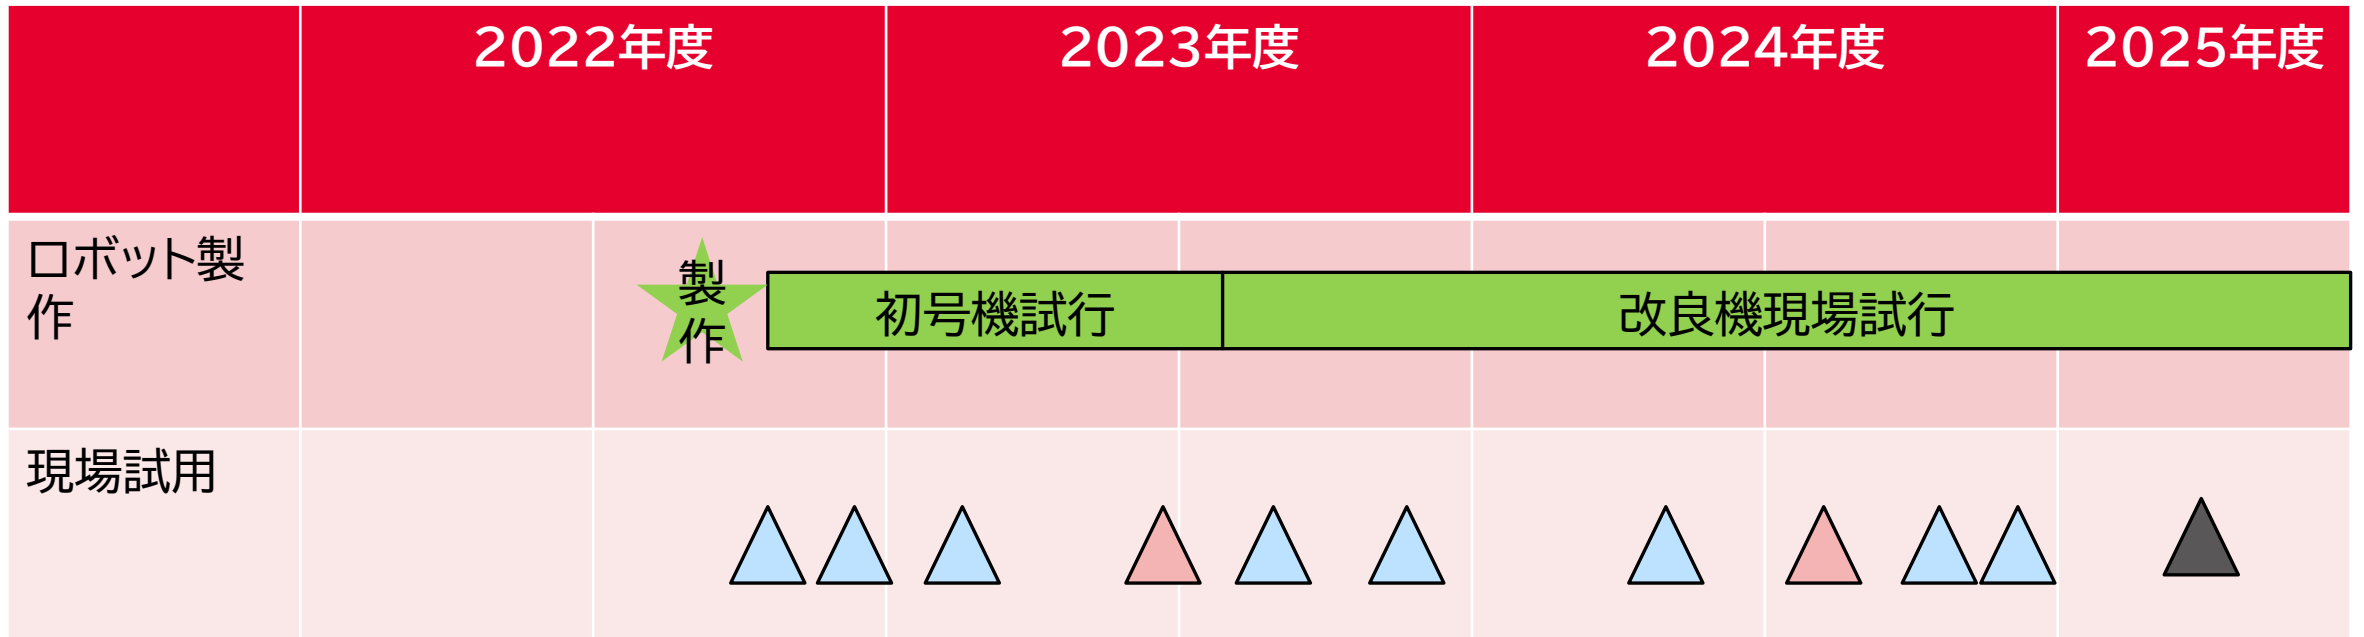 2022年度
2023年度
2024年度
2025年度
ロボット製
作
製
作
初号機試行
改良機現場試行
現場試用